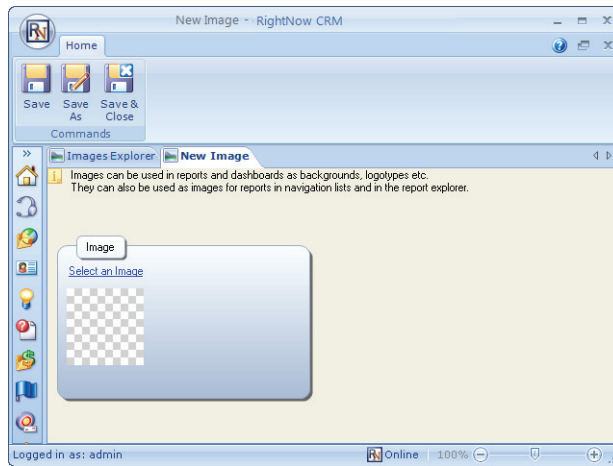 New Image - RightNow CRM
RN
Home
Save
Save As
Save & Close
Commands
Images Explorer
New Image
Images can be used in reports and dashboards as backgrounds, logotypes etc.
They can also be used as images for reports in navigation lists and in the report explorer.
Image
Select an Image
Logged in as: admin
RN Online
100%